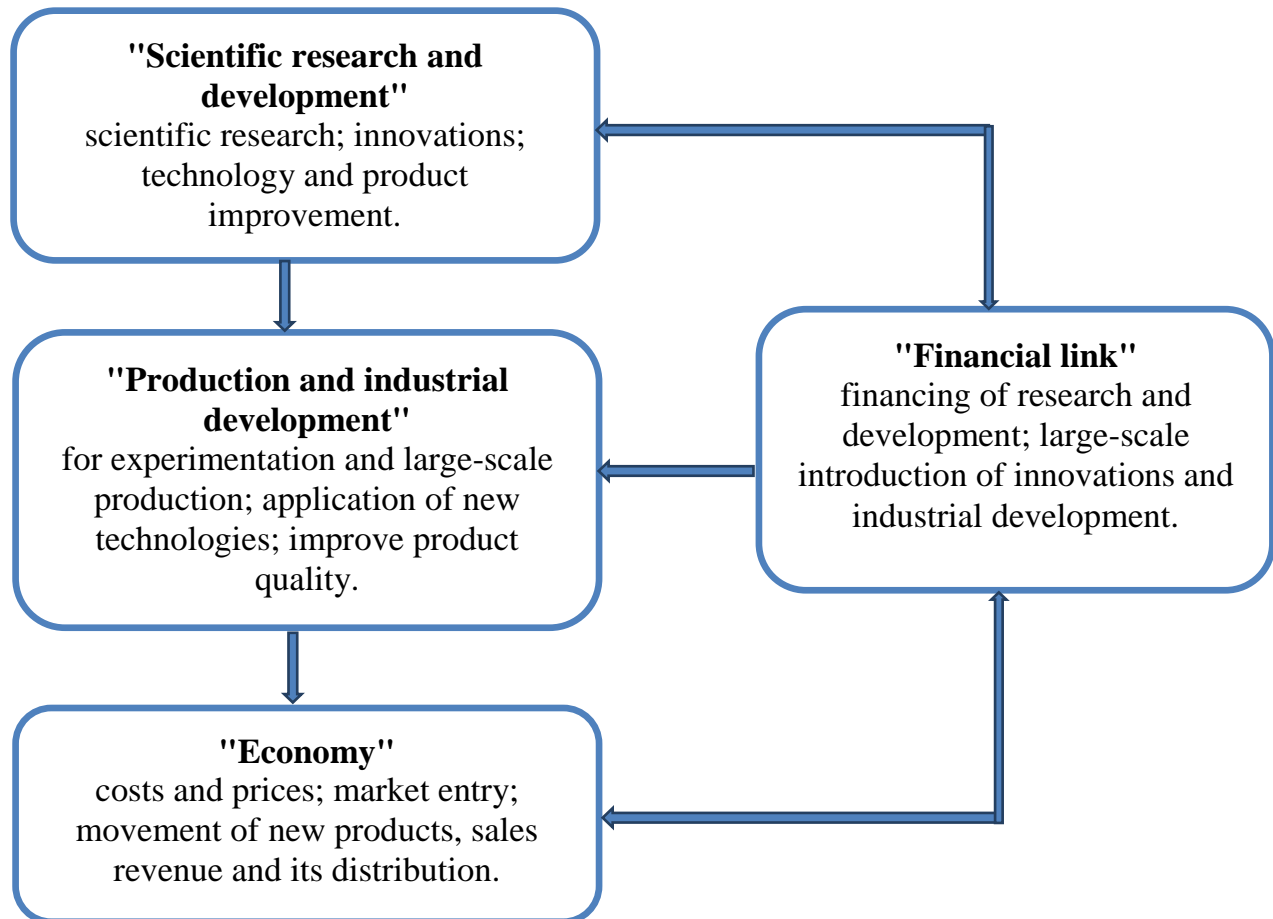 "Scientific research and
development"
scientific research; innovations;
technology and product
improvement.
"Production and industrial
development"
for experimentation and large-scale
production; application of new
technologies; improve product
quality.
"Financial link"
financing of research and
development; large-scale
introduction of innovations and
industrial development.
"Economy"
costs and prices; market entry;
movement of new products, sales
revenue and its distribution.